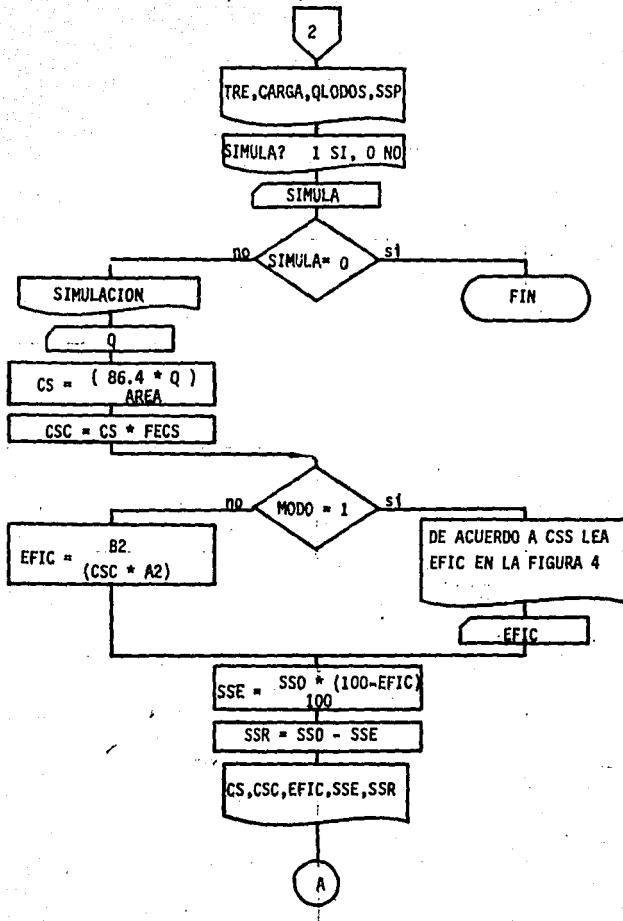 2
TRE,CARGA,QLODOS,SSP
SIMULA? 1 SI, 0 NO
SIMULA
no
SIMULA= 0
si
SIMULACION
FIN
Q
CS = ( 86.4 * Q )
AREA
CSC = CS * FECS
no
MODO = 1
si
EFIC = B2
(CSC * A2)
DE ACUERDO A CSS LEA
EFIC EN LA FIGURA 4
EFIC
SSE = SSO * (100-EFIC)
100
SSR = SSO - SSE
CS,CSC,EFIC,SSE,SSR
A